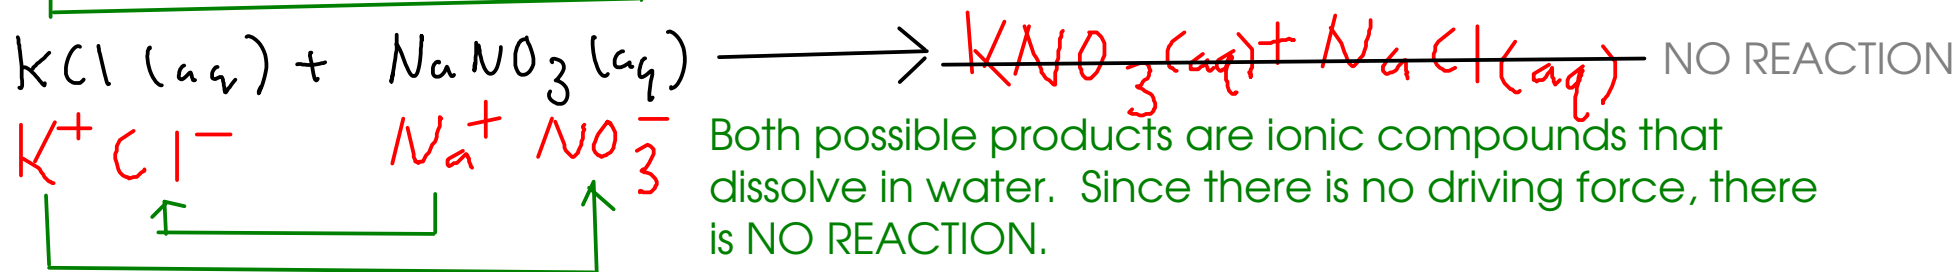 KCl (aq) + NaNO₃ (aq) ⟶ KNO₃ (aq) + NaCl (aq) NO REACTION
K⁺ Cl⁻ Na⁺ NO₃⁻
Both possible products are ionic compounds that
dissolve in water. Since there is no driving force, there
is NO REACTION.